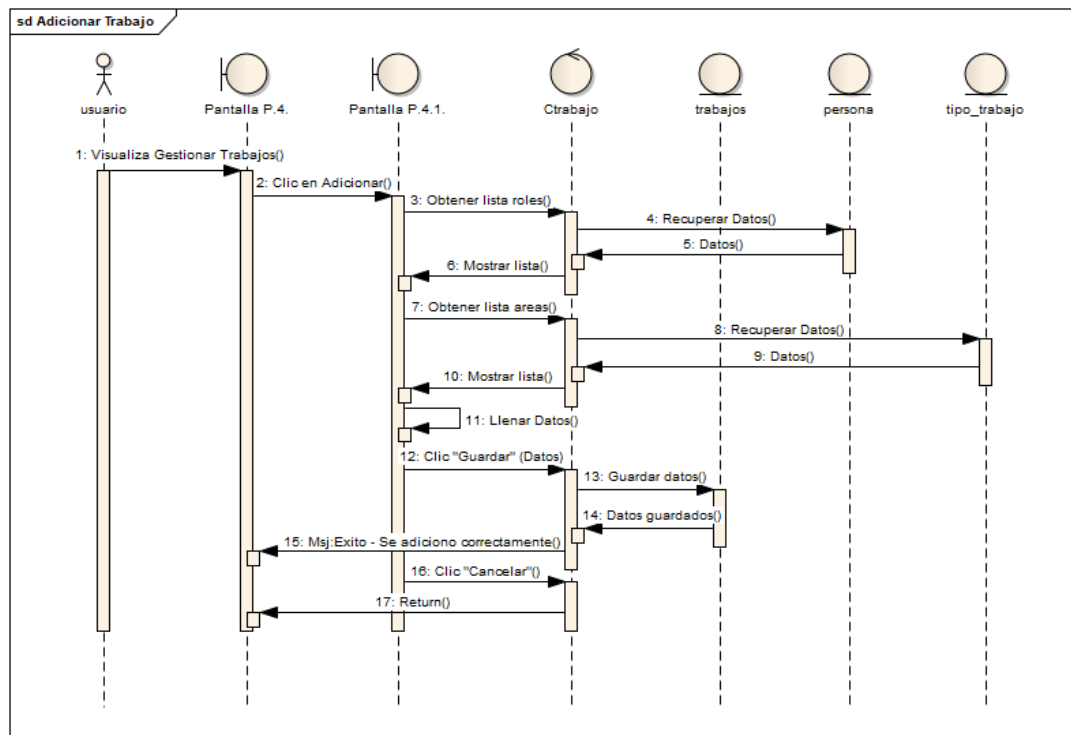 sd Adicionar Trabajo
usuario
Pantalla P.4.
Pantalla P.4.1.
Ctrabajo
trabajos
persona
tipo_trabajo
1: Visualiza Gestionar Trabajos()
2: Clic en Adicionar()
3: Obtener lista roles()
4: Recuperar Datos()
5: Datos()
6: Mostrar lista()
7: Obtener lista areas()
8: Recuperar Datos()
9: Datos()
10: Mostrar lista()
11: Llenar Datos()
12: Clic "Guardar" (Datos)
13: Guardar datos()
14: Datos guardados()
15: Msj:Exito - Se adiciono correctamente()
16: Clic "Cancelar"()
17: Return()